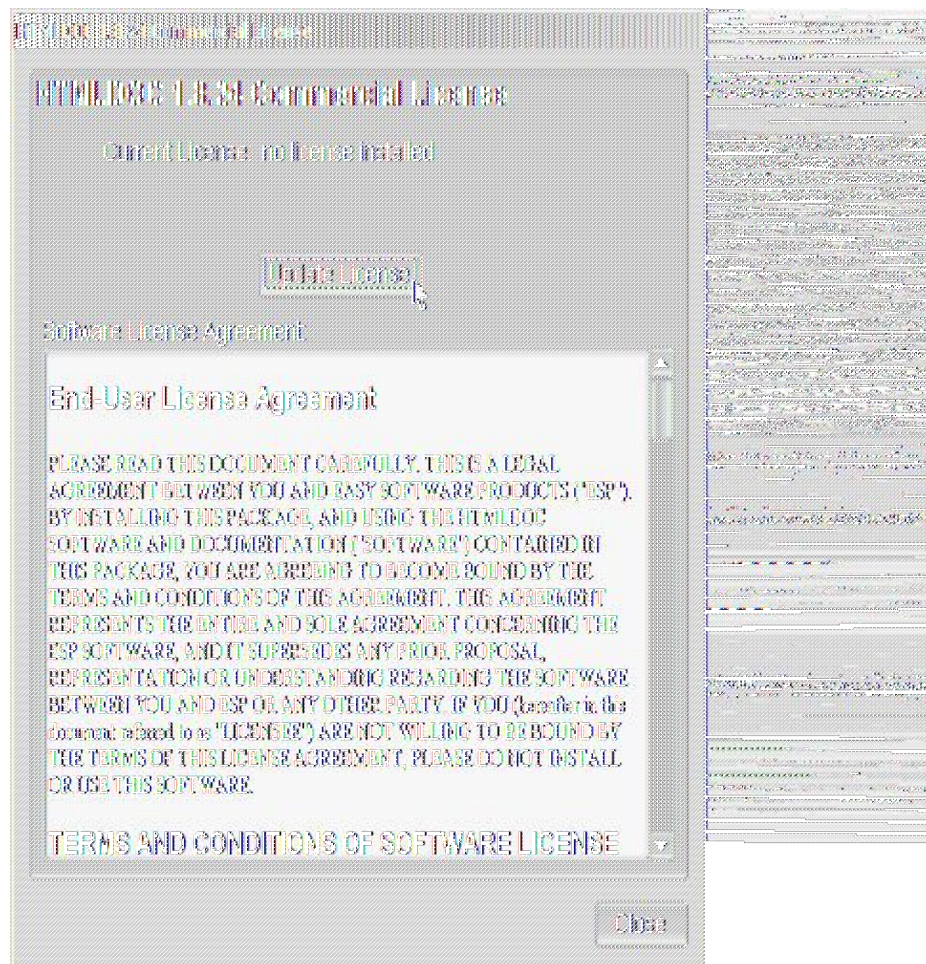 HTMLDOC 1.8.24 Commercial License
HTMLDOC 1.8.24 Commercial License
Current License: no license installed
Update License
Software License Agreement:
End-User License Agreement
PLEASE READ THIS DOCUMENT CAREFULLY. THIS IS A LEGAL
AGREEMENT BETWEEN YOU AND EASY SOFTWARE PRODUCTS ("ESP").
BY INSTALLING THIS PACKAGE, AND USING THE HTMLDOC
SOFTWARE AND DOCUMENTATION ("SOFTWARE") CONTAINED IN
THIS PACKAGE, YOU ARE AGREEING TO BECOME BOUND BY THE
TERMS AND CONDITIONS OF THIS AGREEMENT. THIS AGREEMENT
REPRESENTS THE ENTIRE AND SOLE AGREEMENT CONCERNING THE
ESP SOFTWARE, AND IT SUPERSEDES ANY PRIOR PROPOSAL,
REPRESENTATION OR UNDERSTANDING REGARDING THE SOFTWARE
BETWEEN YOU AND ESP OR ANY OTHER PARTY. IF YOU (hereafter in this
document referred to as "LICENSEE") ARE NOT WILLING TO BE BOUND BY
THE TERMS OF THIS LICENSE AGREEMENT, PLEASE DO NOT INSTALL
OR USE THIS SOFTWARE.
TERMS AND CONDITIONS OF SOFTWARE LICENSE
Close